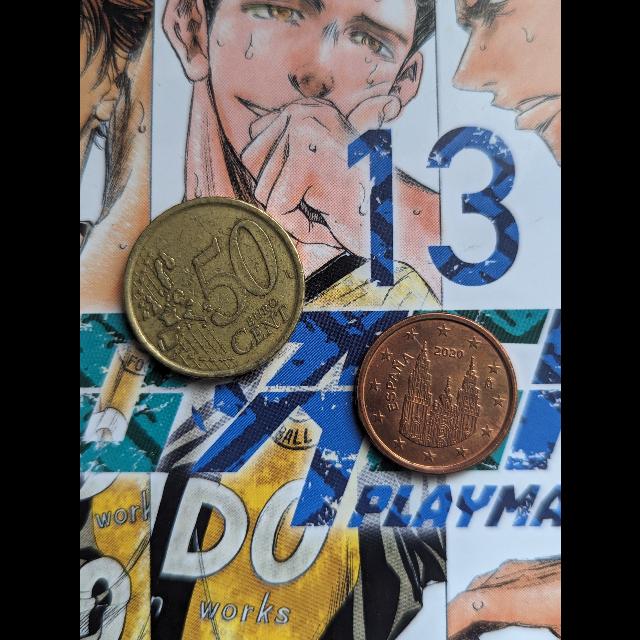 13
50
EURO
CENT
ESPAÑA
2020
BALL
PLAYMA
work
DO
works